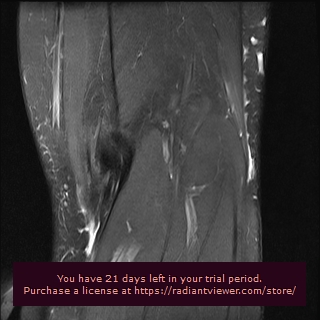 You have 21 days left in your trial period.
Purchase a license at https://radiantviewer.com/store/